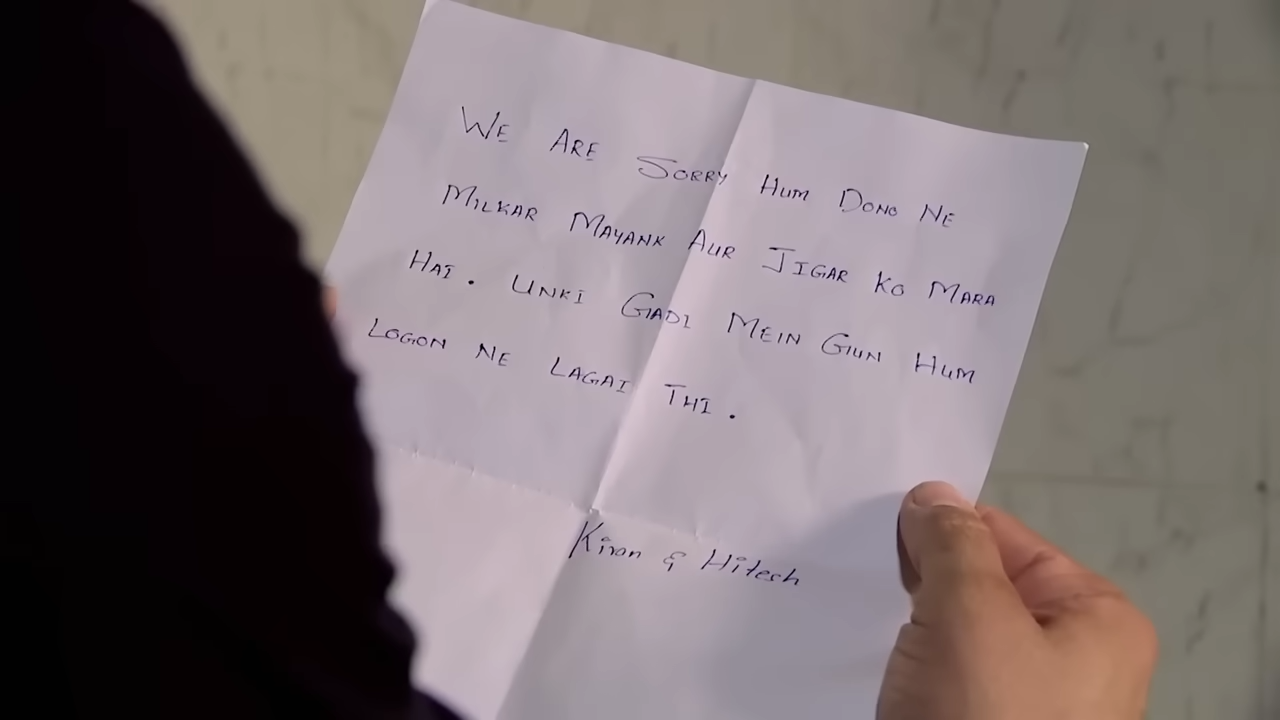 WE ARE SORRY HUM DONO NE
MILKAR MAYANK AUR JIGAR KO MARA
HAI. UNKI GADI MEIN GUN HUM
LOGON NE LAGAI THI.
Kiran & Hitesh